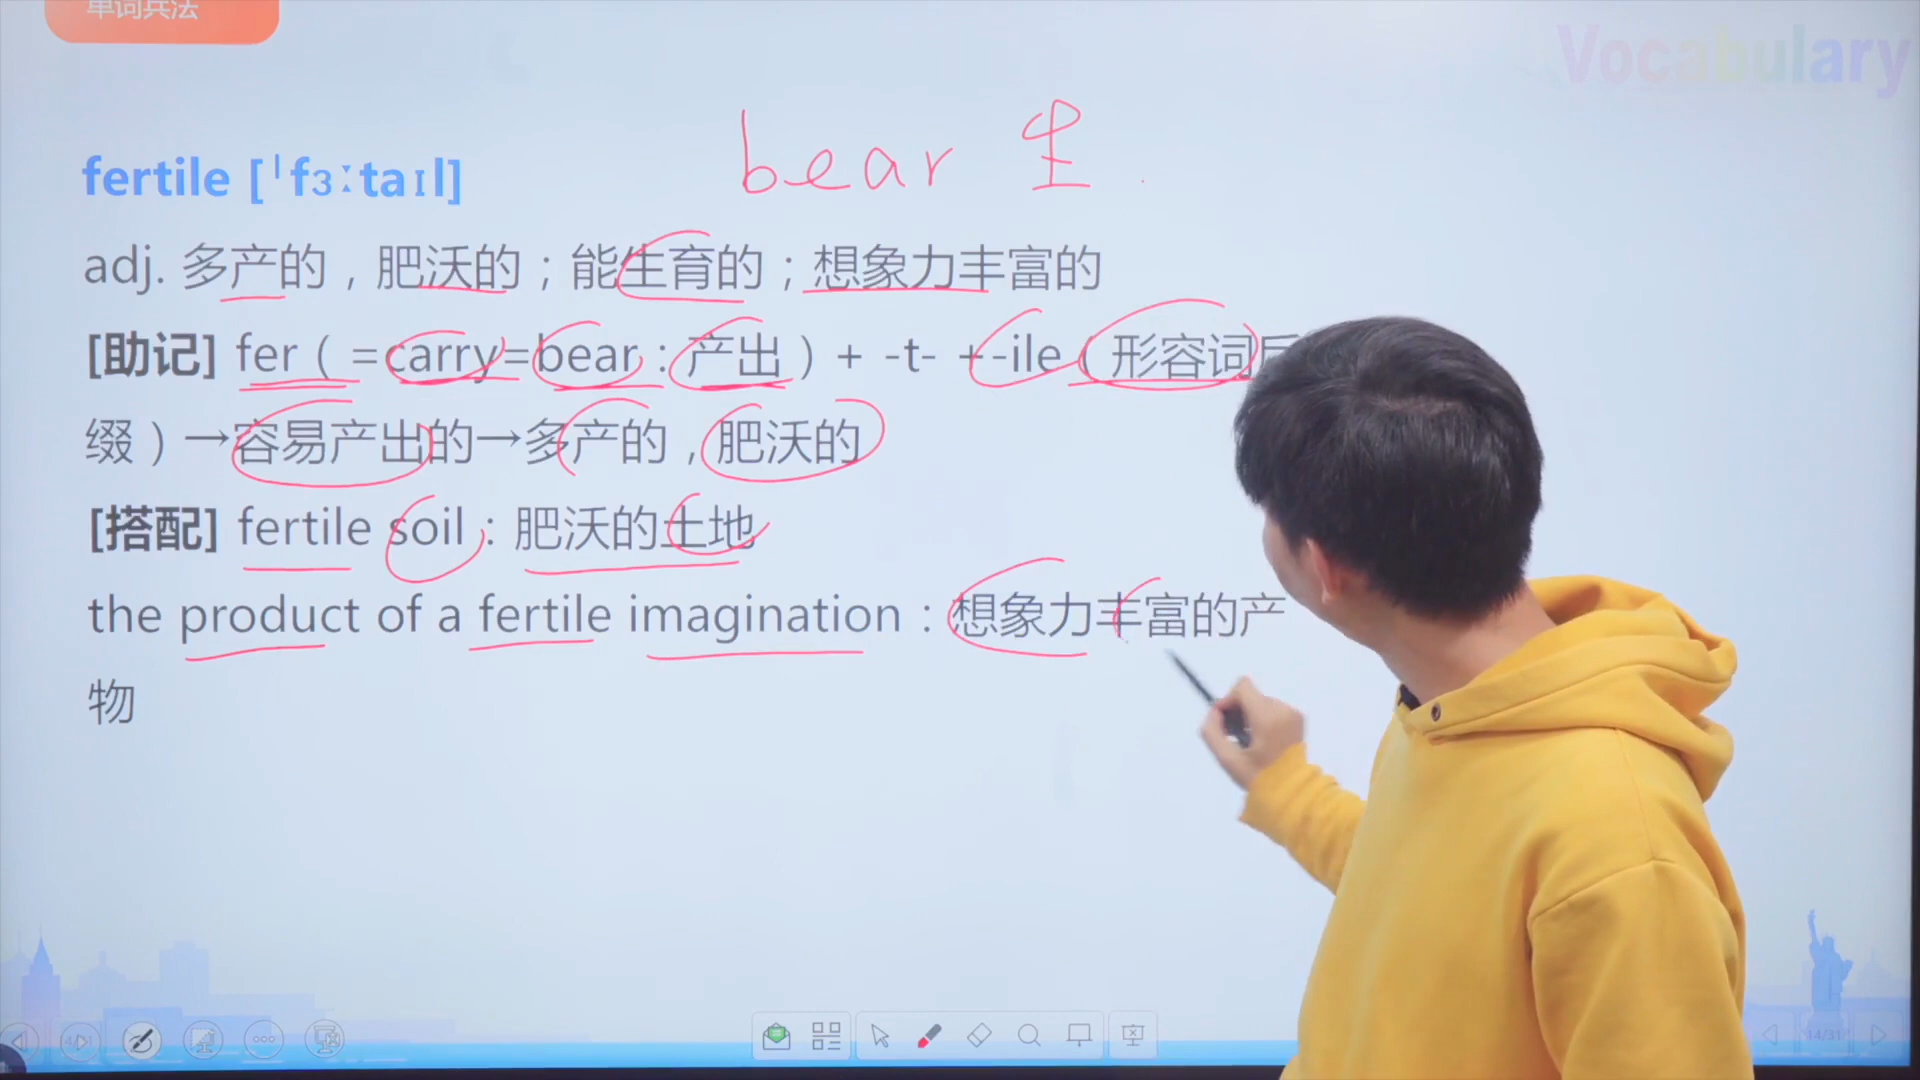 单词兵法
Vocabulary
bear 生
fertile [ˈfɜːtaɪl]
adj. 多产的，肥沃的；能生育的；想象力丰富的
[助记] fer（=carry=bear：产出）+ -t- +-ile（形容词后
缀）→容易产出的→多产的，肥沃的
[搭配] fertile soil：肥沃的土地
the product of a fertile imagination：想象力丰富的产
物
14/31